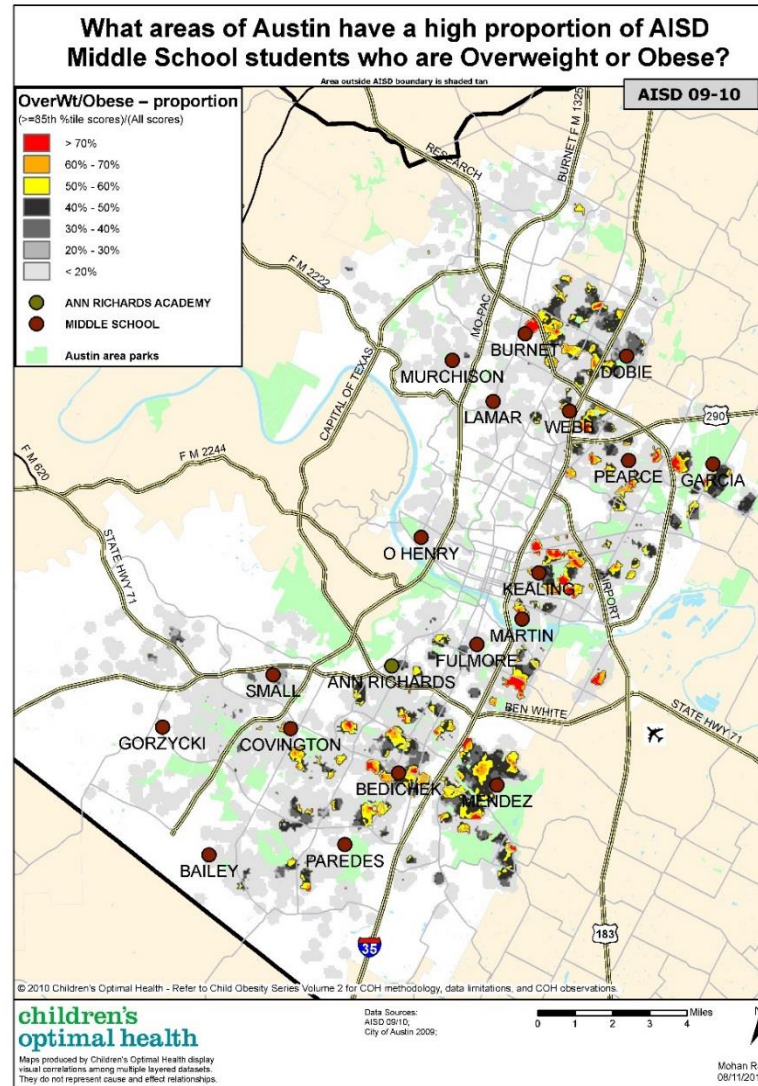 What areas of Austin have a high proportion of AISD
Middle School students who are Overweight or Obese?
Area outside AISD boundary is shaded tan
AISD 09-10
OverWt/Obese – proportion
(>=85th %tile scores)/(All scores)
> 70%
60% - 70%
50% - 60%
40% - 50%
30% - 40%
20% - 30%
< 20%
ANN RICHARDS ACADEMY
MIDDLE SCHOOL
Austin area parks
RESEARCH
BURNET F M 1325
F M 2222
CAPITAL OF TEXAS
MO-PAC
BURNET
DOBIE
MURCHISON
LAMAR
WEBB
290
F M 2244
F M 620
PEARCE
GARCIA
STATE HWY 71
O HENRY
KEALING
AIRPORT
MARTIN
FULMORE
SMALL
ANN RICHARDS
BEN WHITE
STATE HWY 71
GORZYCKI
COVINGTON
BEDICHEK
MENDEZ
BAILEY
PAREDES
35
183
© 2010 Children's Optimal Health - Refer to Child Obesity Series Volume 2 for COH methodology, data limitations, and COH observations.
children's
optimal health
Maps produced by Children's Optimal Health display
visual correlations among multiple layered datasets.
They do not represent cause and effect relationships.
Data Sources:
AISD 09/10;
City of Austin 2009;
Miles
0 1 2 3 4
Mohan R
08/11/201